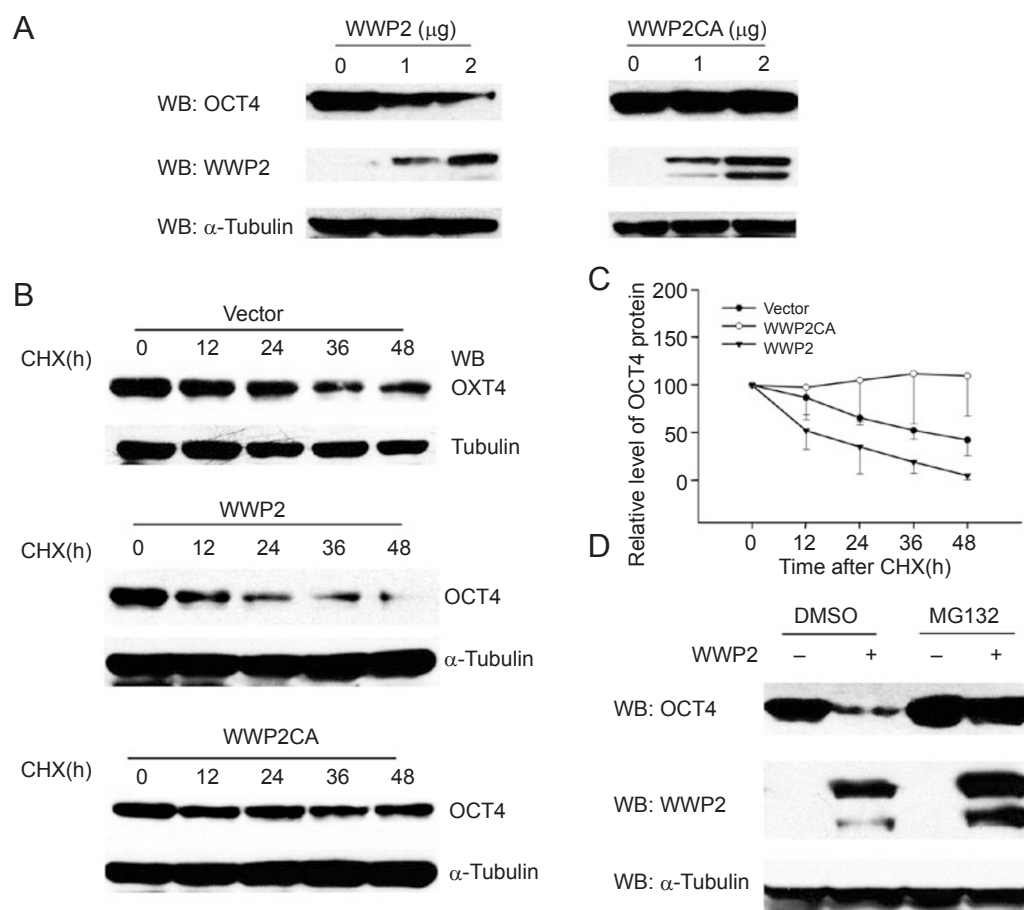 A
WWP2 (μg)
0 1 2
WWP2CA (μg)
0 1 2
WB: OCT4
WB: WWP2
WB: α-Tubulin
B
Vector
CHX(h) 0 12 24 36 48 WB
OXT4
Tubulin
WWP2
CHX(h) 0 12 24 36 48
OCT4
α-Tubulin
WWP2CA
CHX(h) 0 12 24 36 48
OCT4
α-Tubulin
C
Relative level of OCT4 protein
200
150
100
50
0
Vector
WWP2CA
WWP2
0 12 24 36 48
Time after CHX(h)
D
DMSO MG132
WWP2 – + – +
WB: OCT4
WB: WWP2
WB: α-Tubulin